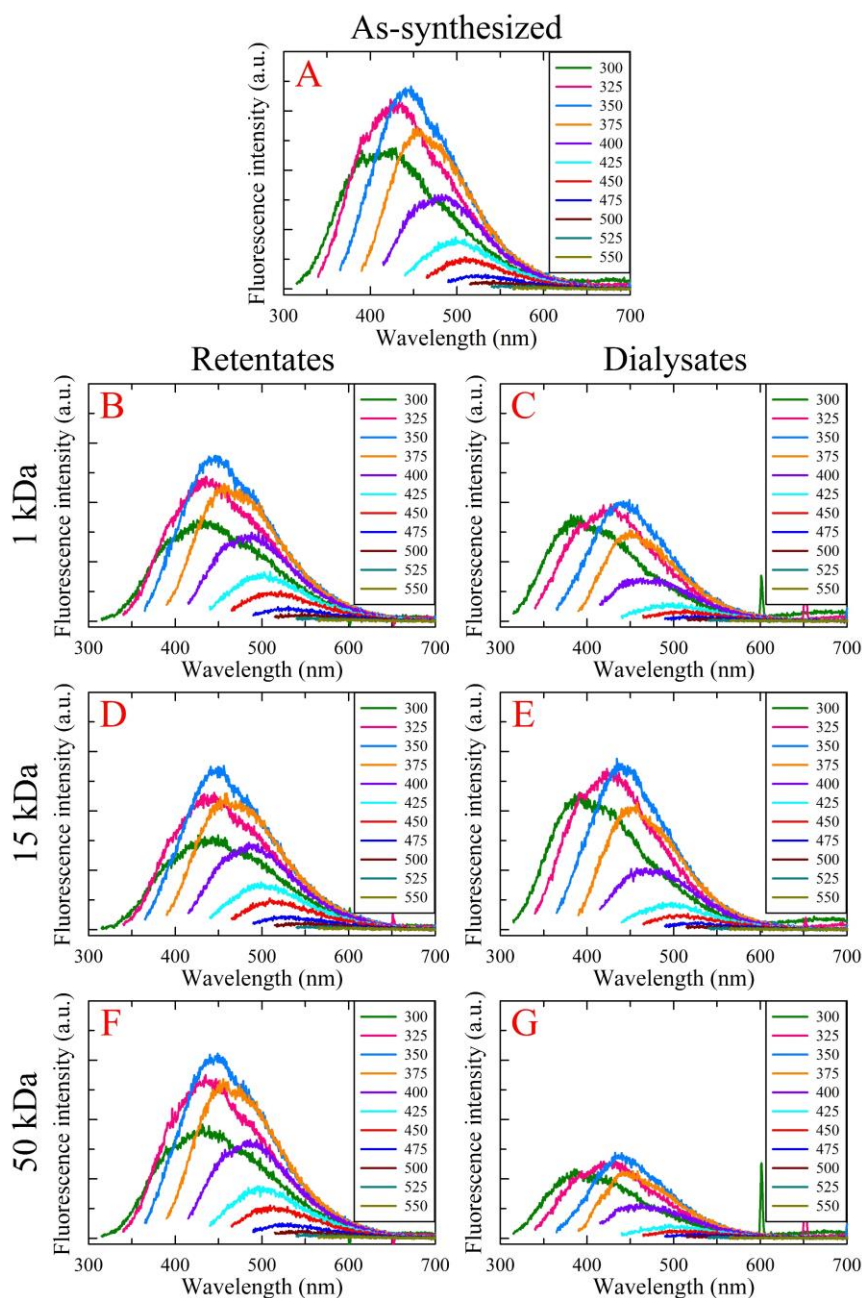 As-synthesized
A
Fluorescence intensity (a.u.)
300
325
350
375
400
425
450
475
500
525
550
300 400 500 600 700
Wavelength (nm)
Retentates Dialysates
1 kDa
B
Fluorescence intensity (a.u.)
300
325
350
375
400
425
450
475
500
525
550
300 400 500 600 700
Wavelength (nm)
C
Fluorescence intensity (a.u.)
300
325
350
375
400
425
450
475
500
525
550
300 400 500 600 700
Wavelength (nm)
15 kDa
D
Fluorescence intensity (a.u.)
300
325
350
375
400
425
450
475
500
525
550
300 400 500 600 700
Wavelength (nm)
E
Fluorescence intensity (a.u.)
300
325
350
375
400
425
450
475
500
525
550
300 400 500 600 700
Wavelength (nm)
50 kDa
F
Fluorescence intensity (a.u.)
300
325
350
375
400
425
450
475
500
525
550
300 400 500 600 700
Wavelength (nm)
G
Fluorescence intensity (a.u.)
300
325
350
375
400
425
450
475
500
525
550
300 400 500 600 700
Wavelength (nm)